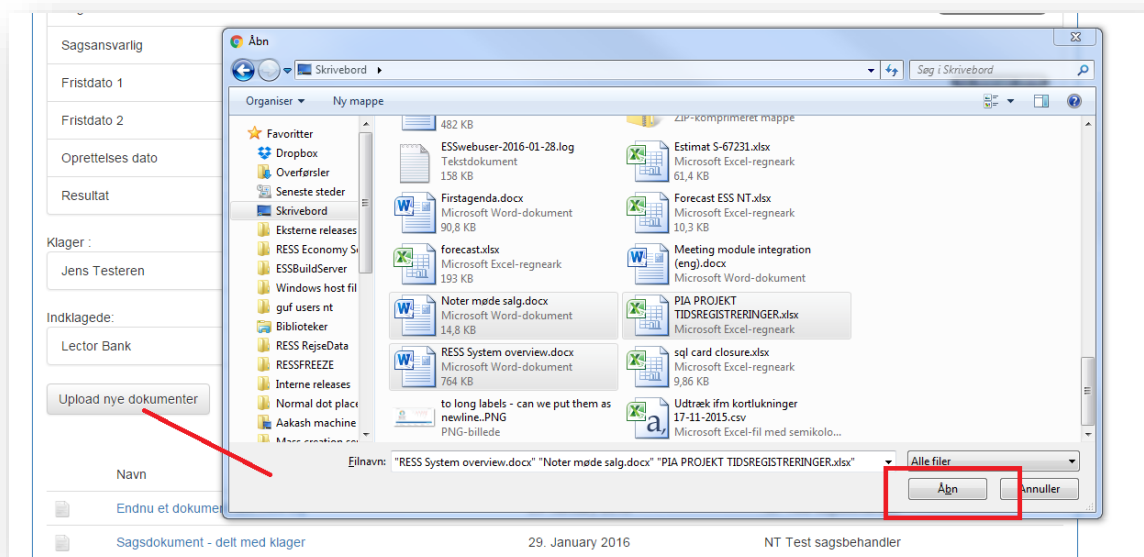 Sagsansvarlig
Fristdato 1
Fristdato 2
Oprettelses dato
Resultat
Klager :
Jens Testeren
Indklagede:
Lector Bank
Upload nye dokumenter
Navn
Endnu et dokume
Sagsdokument - delt med klager
29. January 2016
NT Test sagsbehandler
Åbn
Skrivebord
Søg i Skrivebord
Organiser
Ny mappe
Favoritter
Dropbox
Overførsler
Seneste steder
Skrivebord
Eksterne releases
RESS Economy Se
ESSBuildServer
Windows host fil
guf users nt
Biblioteker
RESS RejseData
RESSFREEZE
Interne releases
Normal dot place
Aakash machine
482 KB
ZIP-komprimeret mappe
ESSwebuser-2016-01-28.log
Tekstdokument
158 KB
Estimat S-67231.xlsx
Microsoft Excel-regneark
61,4 KB
Firstagenda.docx
Microsoft Word-dokument
90,8 KB
Forecast ESS NT.xlsx
Microsoft Excel-regneark
10,3 KB
forecast.xlsx
Microsoft Excel-regneark
193 KB
Meeting module integration
(eng).docx
Microsoft Word-dokument
Noter møde salg.docx
Microsoft Word-dokument
14,8 KB
PIA PROJEKT
TIDSREGISTRERINGER.xlsx
Microsoft Excel-regneark
RESS System overview.docx
Microsoft Word-dokument
764 KB
sql card closure.xlsx
Microsoft Excel-regneark
9,86 KB
to long labels - can we put them as
newline..PNG
PNG-billede
Udtræk ifm kortlukninger
17-11-2015.csv
Microsoft Excel-fil med semikolo...
Filnavn:
"RESS System overview.docx" "Noter møde salg.docx" "PIA PROJEKT TIDSREGISTRERINGER.xlsx"
Alle filer
Åbn
Annuller